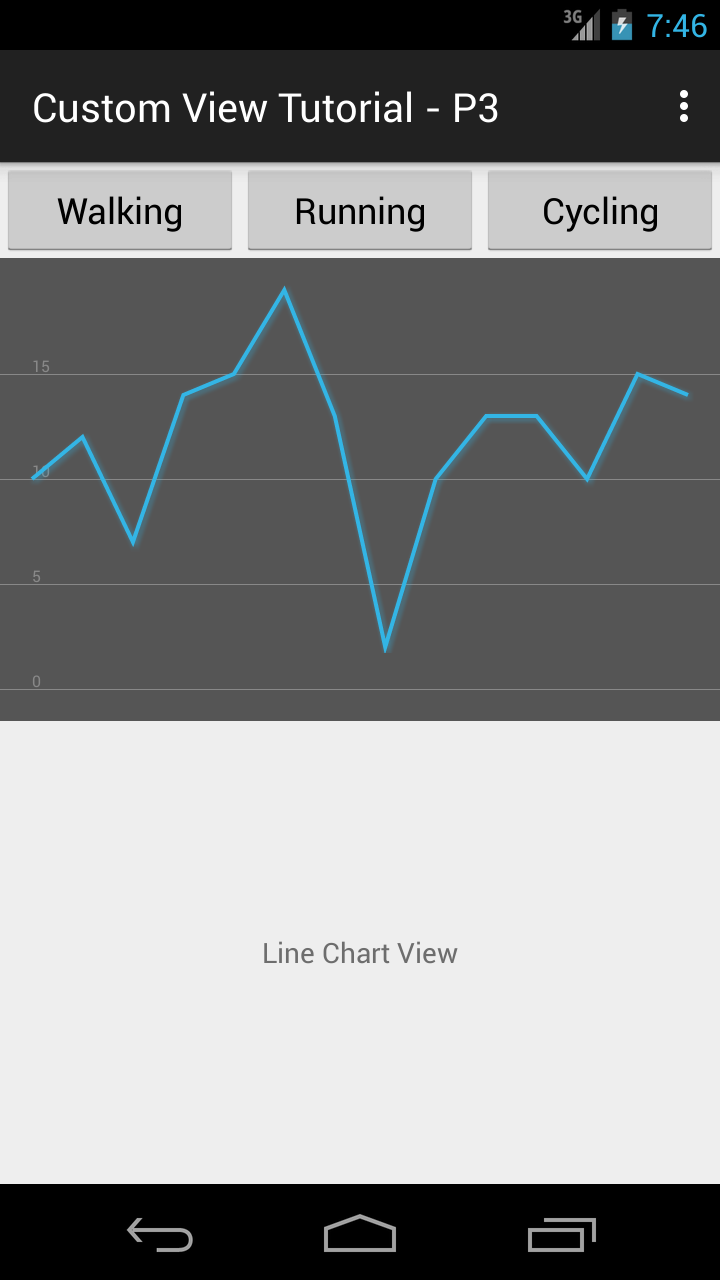 3G 7:46
Custom View Tutorial - P3
Walking Running Cycling
15
10
5
0
Line Chart View